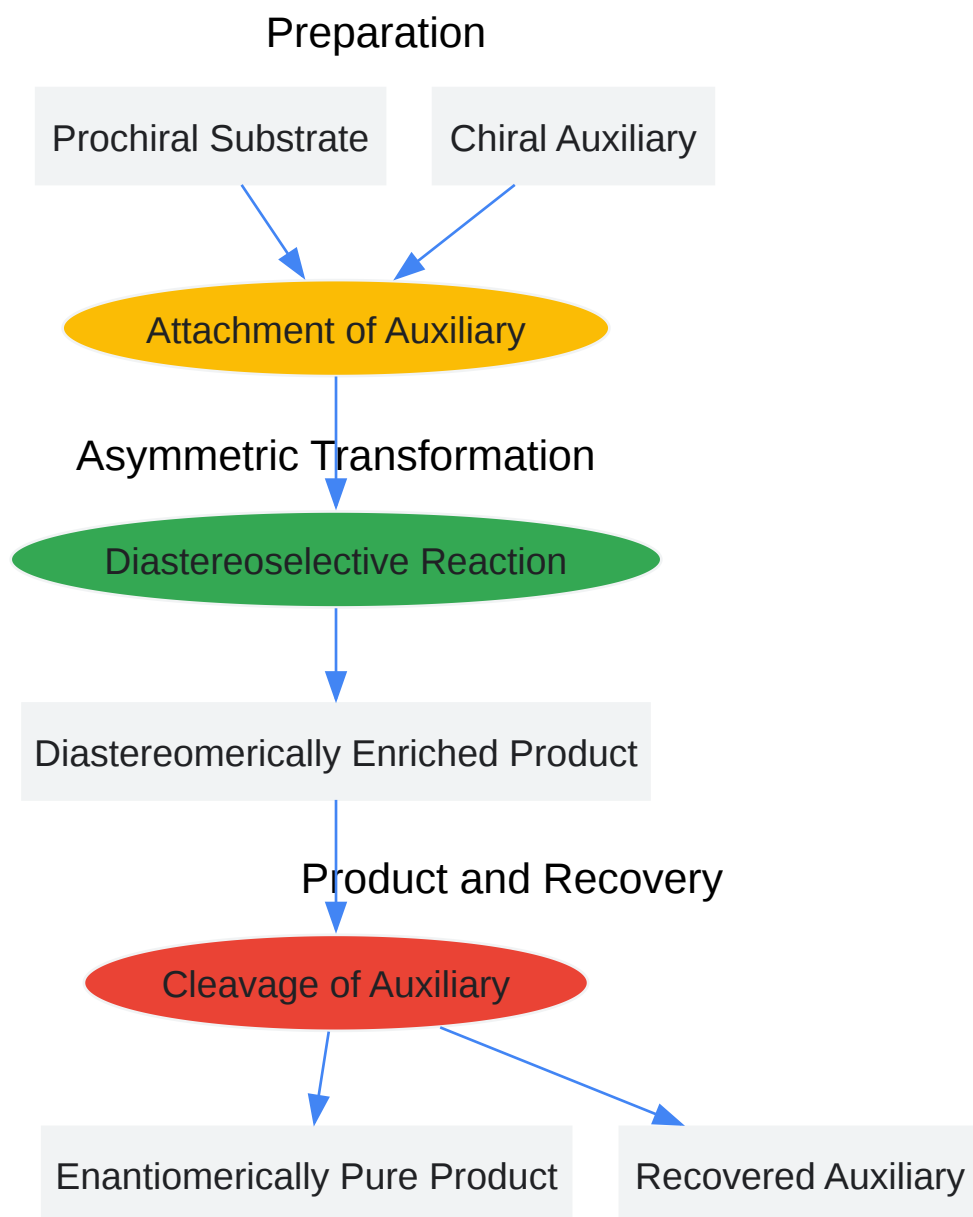 Preparation
Prochiral Substrate
Chiral Auxiliary
Attachment of Auxiliary
Asymmetric Transformation
Diastereoselective Reaction
Diastereomerically Enriched Product
Product and Recovery
Cleavage of Auxiliary
Enantiomerically Pure Product
Recovered Auxiliary